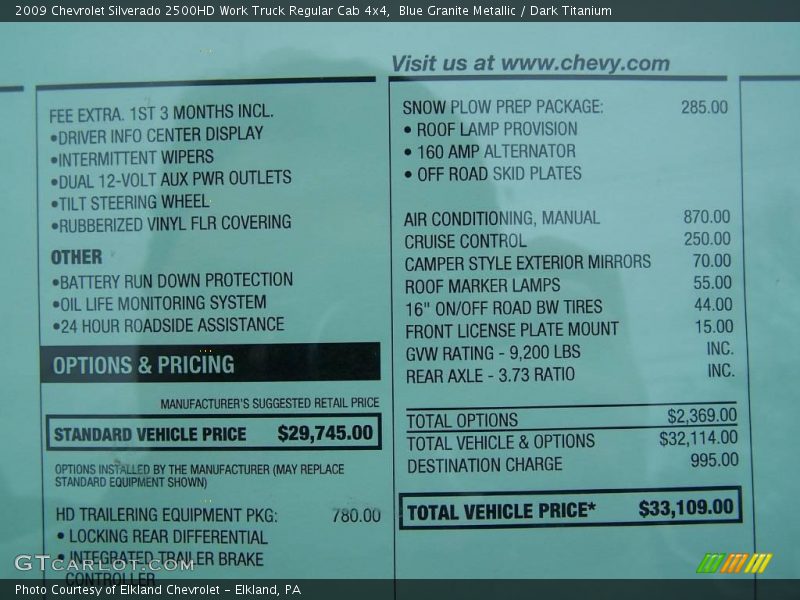 2009 Chevrolet Silverado 2500HD Work Truck Regular Cab 4x4,  Blue Granite Metallic / Dark Titanium
Visit us at www.chevy.com
FEE EXTRA. 1ST 3 MONTHS INCL.
•DRIVER INFO CENTER DISPLAY
•INTERMITTENT WIPERS
•DUAL 12-VOLT AUX PWR OUTLETS
•TILT STEERING WHEEL
•RUBBERIZED VINYL FLR COVERING
OTHER
•BATTERY RUN DOWN PROTECTION
•OIL LIFE MONITORING SYSTEM
•24 HOUR ROADSIDE ASSISTANCE
OPTIONS & PRICING
MANUFACTURER'S SUGGESTED RETAIL PRICE
STANDARD VEHICLE PRICE $29,745.00
OPTIONS INSTALLED BY THE MANUFACTURER (MAY REPLACE
STANDARD EQUIPMENT SHOWN)
HD TRAILERING EQUIPMENT PKG: 780.00
• LOCKING REAR DIFFERENTIAL
• INTEGRATED TRAILER BRAKE
CONTROLLER
SNOW PLOW PREP PACKAGE: 285.00
• ROOF LAMP PROVISION
• 160 AMP ALTERNATOR
• OFF ROAD SKID PLATES
AIR CONDITIONING, MANUAL 870.00
CRUISE CONTROL 250.00
CAMPER STYLE EXTERIOR MIRRORS 70.00
ROOF MARKER LAMPS 55.00
16" ON/OFF ROAD BW TIRES 44.00
FRONT LICENSE PLATE MOUNT 15.00
GVW RATING - 9,200 LBS INC.
REAR AXLE - 3.73 RATIO INC.
TOTAL OPTIONS $2,369.00
TOTAL VEHICLE & OPTIONS $32,114.00
DESTINATION CHARGE 995.00
TOTAL VEHICLE PRICE* $33,109.00
GTCARLOT.COM
Photo Courtesy of Elkland Chevrolet - Elkland, PA